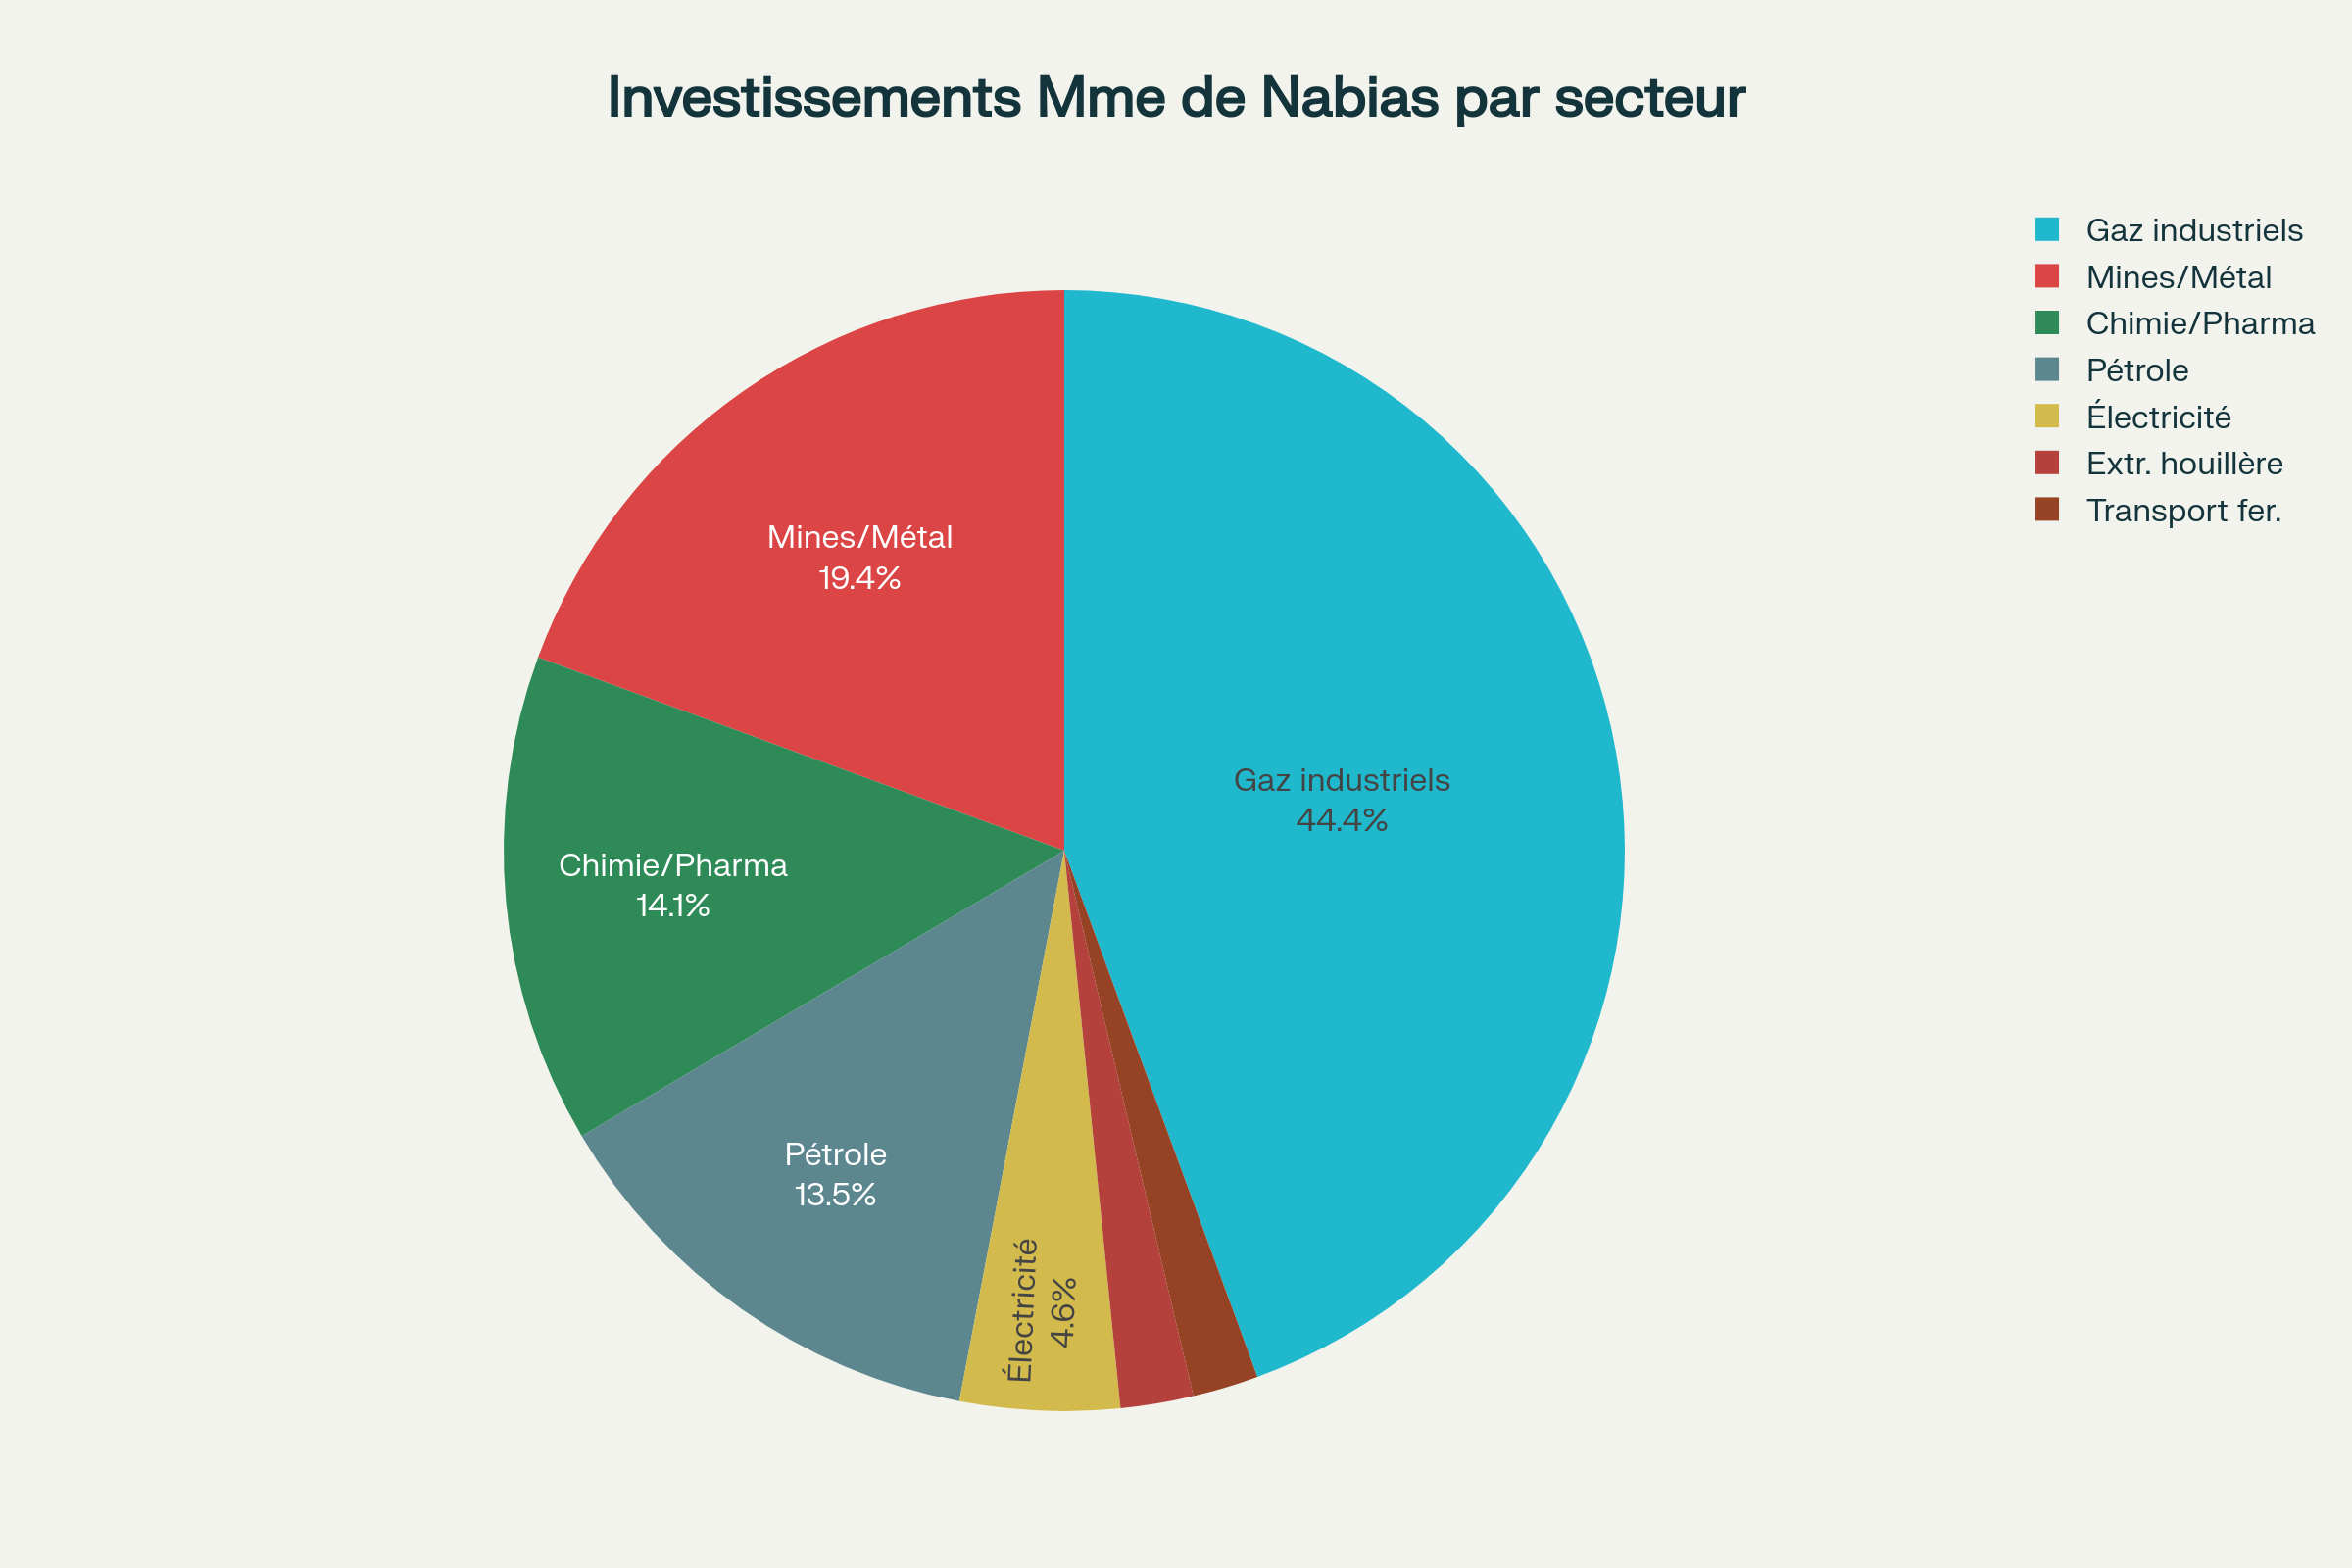 Investissements Mme de Nabias par secteur
Gaz industriels
Mines/Métal
Chimie/Pharma
Pétrole
Électricité
Extr. houillère
Transport fer.
Mines/Métal
19.4%
Gaz industriels
44.4%
Chimie/Pharma
14.1%
Pétrole
13.5%
Électricité
4.6%